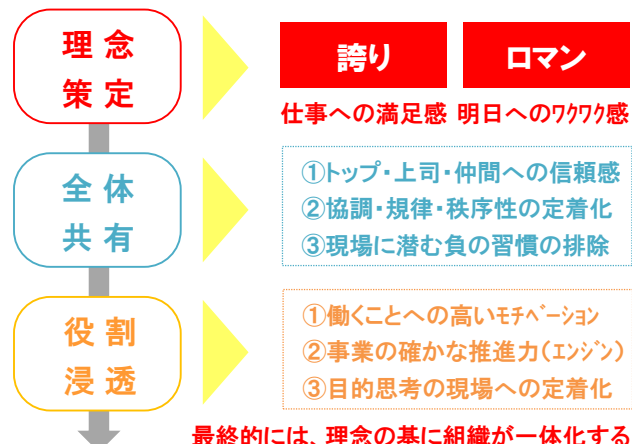 理念
策定
誇り
ロマン
仕事への満足感 明日へのワクワク感
全体
共有
①トップ・上司・仲間への信頼感
②協調・規律・秩序性の定着化
③現場に潜む負の習慣の排除
役割
浸透
①働くことへの高いモチベーション
②事業の確かな推進力(エンジン)
③目的思考の現場への定着化
最終的には、理念の基に組織が一体化する